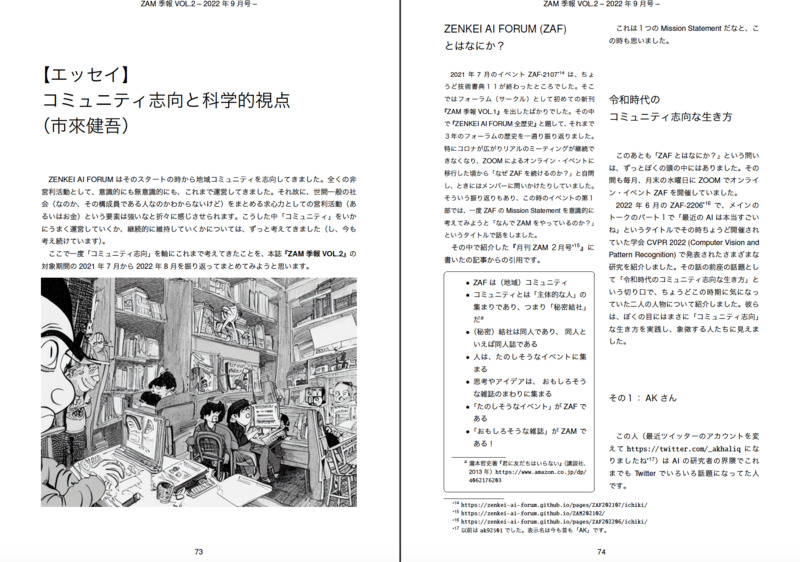 ZAM 季報 VOL.2 – 2022 年 9 月号 –
【エッセイ】
コミュニティ志向と科学的視点
（市來健吾）
ZENKEI AI FORUM はそのスタートの時から地域コミュニティを志向してきました。全くの非
営利活動として、意識的にも無意識的にも、これまで運営してきました。それ故に、世間一般の社
会（なのか、その構成員である人なのかわからないけど）をまとめる求心力としての営利活動（あ
るいはお金）という要素は強いなと折々に感じさせられます。こうした中「コミュニティ」をいか
にうまく運営していくか、継続的に維持していくかについては、ずっと考えてきました（し、今も
考え続けています）。
ここで一度「コミュニティ志向」を軸にこれまで考えてきたことを、本誌『ZAM 季報 VOL.2』の
対象期間の 2021 年 7 月から 2022 年 8 月を振り返ってまとめてみようと思います。
73
ZAM 季報 VOL.2 – 2022 年 9 月号 –
ZENKEI AI FORUM (ZAF)
とはなにか？
2021 年 7 月のイベント ZAF-2107*14 は、ちょ
うど技術書典１１が終わったところでした。そこ
ではフォーラム（サークル）として初めての新刊
『ZAM 季報 VOL.1』を出したばかりでした。その中
で『ZENKEI AI FORUM 全歴史』と題して、それまで
３年のフォーラムの歴史を一通り振り返りました。
特にコロナが広がりリアルのミーティングが継続で
きなくなり、ZOOM によるオンライン・イベントに
移行した頃から「なぜ ZAF を続けるのか？」と自問
し、ときにはメンバーに問いかけたりしていました。
そういう振り返りもあり、この時のイベントの第１
部では、一度 ZAF の Mission Statement を意識的に
考えてみようと「なんで ZAM をやっているのか？」
というタイトルで話をしました。
その中で紹介した『月刊 ZAM ２月号*15』に
書いたの記事からの引用です。
• ZAF は（地域）コミュニティ
• コミュニティとは「主体的な人」の
集まりであり、つまり「秘密結社」
だa
•（秘密）結社は同人であり、 同人と
いえば同人誌である
• 人は、たのしそうなイベントに集
まる
• 思考やアイデアは、 おもしろそう
な雑誌のまわりに集まる
•「たのしそうなイベント」が ZAF で
ある
•「おもしろそうな雑誌」が ZAM で
ある！
a 瀧本哲史著『君に友だちはいらない』（講談社、
2013 年）https://www.amazon.co.jp/dp/
4062176203
これは１つの Mission Statement だなと、こ
の時も思いました。
令和時代の
コミュニティ志向な生き方
このあとも「ZAF とはなにか？」という問い
は、ずっとぼくの頭の中にはありました。その
間も毎月、月末の水曜日に ZOOM でオンライ
ン・イベント ZAF を開催していました。
2022 年 6 月の ZAF-2206*16 で、メインの
トークのパート１で「最近の AI は本当すごい
ね」というタイトルでその時ちょうど開催され
ていた学会 CVPR 2022 (Computer Vision and
Pattern Recognition) で発表されたさまざまな
研究を紹介しました。その話の前座の話題とし
て「令和時代のコミュニティ志向な生き方」と
いう切り口で、ちょうどこの時期に気になって
いた二人の人物について紹介しました。彼ら
は、ぼくの目にはまさに「コミュニティ志向」
な生き方を実践し、象徴する人たちに見えま
した。
その１： AK さん
この人（最近ツイッターのアカウントを変
えて https://twitter.com/_akhaliq にな
りましたね*17）は AI の研究者の界隈でこれ
までも Twitter でいろいろ話題になってた人
です。
*14 https://zenkei-ai-forum.github.io/pages/ZAF202107/ichiki/
*15 https://zenkei-ai-forum.github.io/ZAM202102/
*16 https://zenkei-ai-forum.github.io/pages/ZAF202206/ichiki/
*17 以前は ak92501 でした。表示名は今も昔も「AK」です。
74